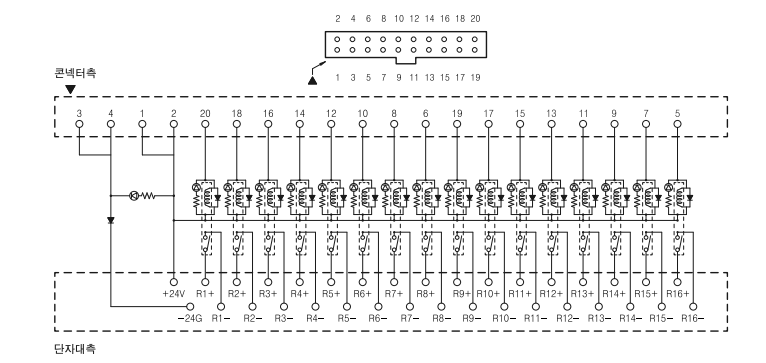 2 4 6 8 10 12 14 16 18 20
1 3 5 7 9 11 13 15 17 19
콘넥터측
3 4 1 2 20 18 16 14 12 10 8 6 19 17 15 13 11 9 7 5
+24V R1+ R2+ R3+ R4+ R5+ R6+ R7+ R8+ R9+ R10+ R11+ R12+ R13+ R14+ R15+ R16+
-24G R1- R2- R3- R4- R5- R6- R7- R8- R9- R10- R11- R12- R13- R14- R15- R16-
단자대측